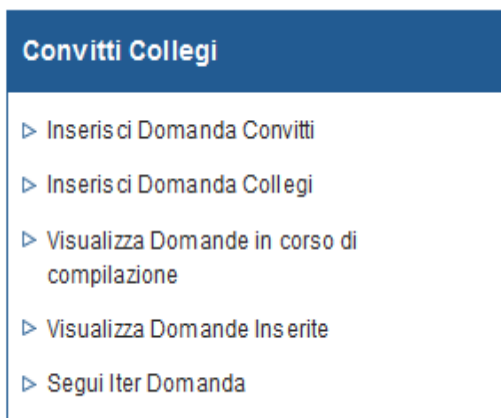 Convitti Collegi
Inserisci Domanda Convitti
Inserisci Domanda Collegi
Visualizza Domande in corso di
compilazione
Visualizza Domande Inserite
Segui Iter Domanda